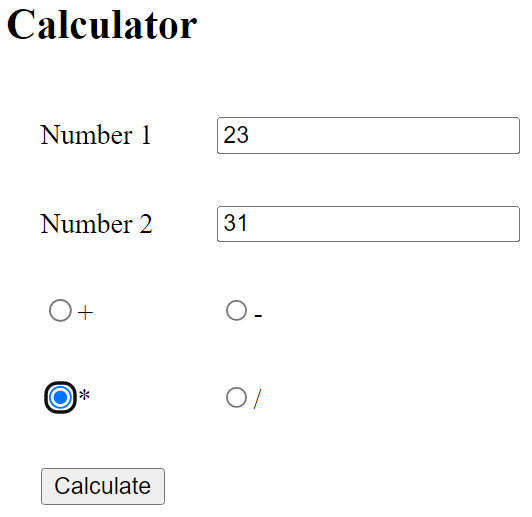 Calculator
Number 1 23
Number 2 31
+ -
* /
Calculate